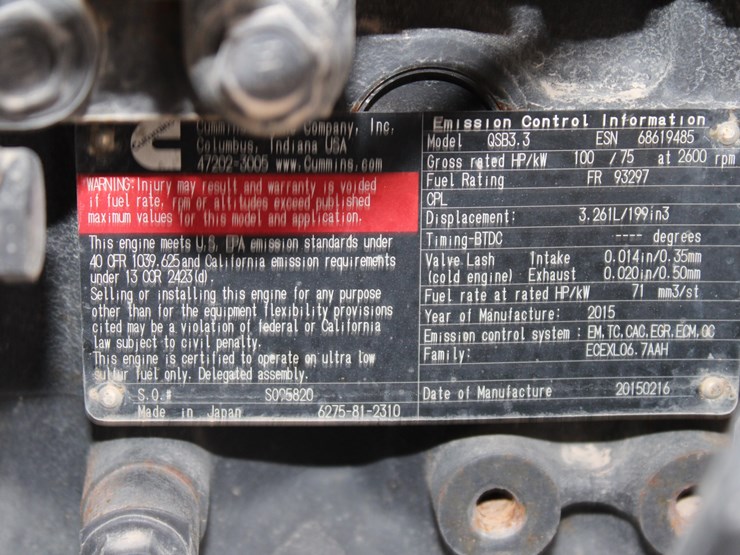 Cummins
Cummins Company, Inc.
Columbus, Indiana USA
47202-3005 www.Cummins.com
WARNING: Injury may result and warranty is voided
if fuel rate, rpm or altitudes exceed published
maximum values for this model and application.
This engine meets U.S. EPA emission standards under
40 CFR 1039.625 and California emission requirements
under 13 CCR 2423(d).
Selling or installing this engine for any purpose
other than for the equipment flexibility provisions
cited may be a violation of federal or California
law subject to civil penalty.
This engine is certified to operate on ultra low
sulfur fuel only. Delegated assembly.
S.O.# SO95820
Made in Japan 6275-81-2310
Emission Control Information
Model QSB3.3 ESN 68619485
Gross rated HP/kW 100 /75 at 2600 rpm
Fuel Rating FR 93297
CPL
Displacement: 3.261L/199in3
Timing-BTDC ---- degrees
Valve Lash Intake 0.014in/0.35mm
(cold engine) Exhaust 0.020in/0.50mm
Fuel rate at rated HP/kW 71 mm3/st
Year of Manufacture: 2015
Emission control system : EM,TC,CAC,EGR,ECM,OC
Family: ECEXL06.7AAH
Date of Manufacture 20150216